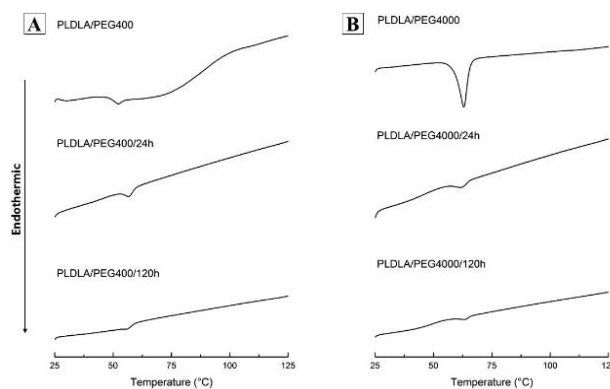 A
PLDLA/PEG400
PLDLA/PEG400/24h
PLDLA/PEG400/120h
Endothermic
25 50 75 100 125
Temperature (°C)
B
PLDLA/PEG4000
PLDLA/PEG4000/24h
PLDLA/PEG4000/120h
25 50 75 100 125
Temperature (°C)